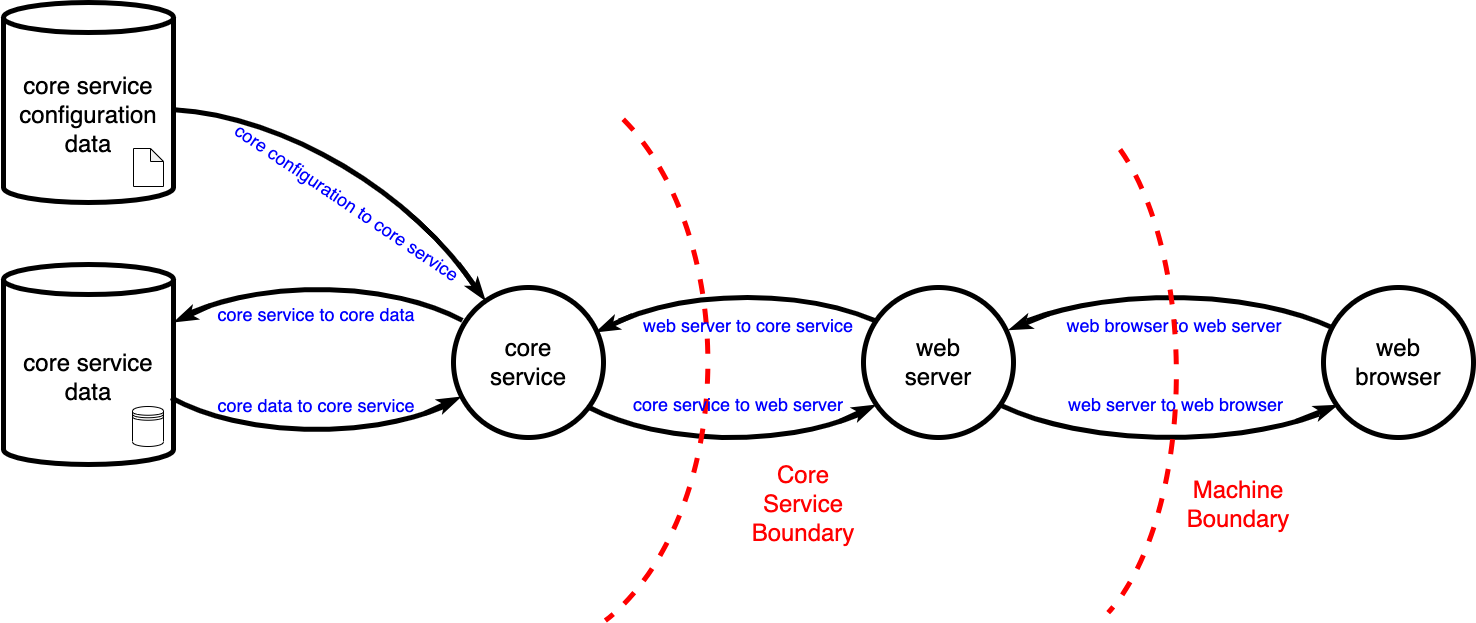 core service
configuration
data
core configuration to core service
core service
data
core service to core data
core data to core service
core
service
web server to core service
core service to web server
Core
Service
Boundary
web
server
web browser to web server
web server to web browser
Machine
Boundary
web
browser